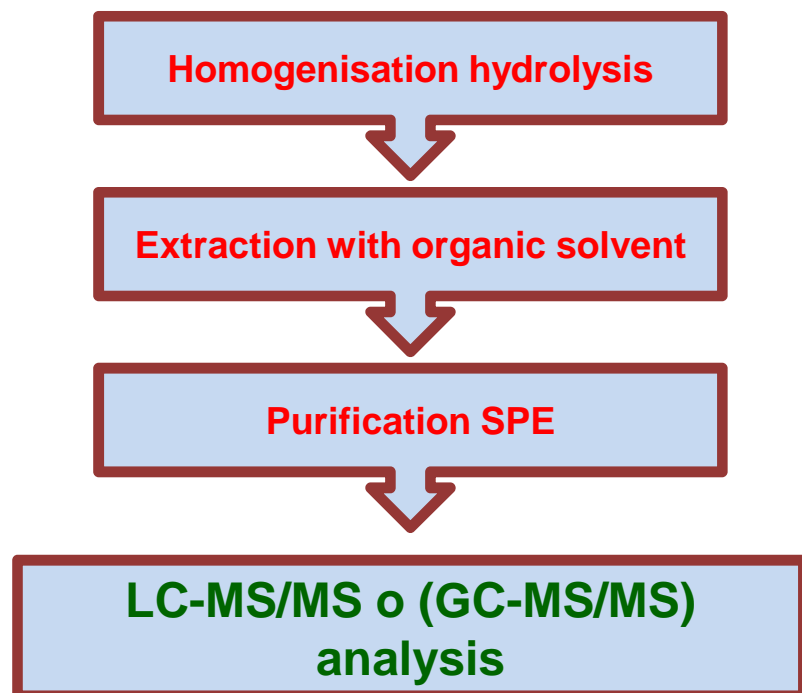 Homogenisation hydrolysis
Extraction with organic solvent
Purification SPE
LC-MS/MS o (GC-MS/MS)
analysis